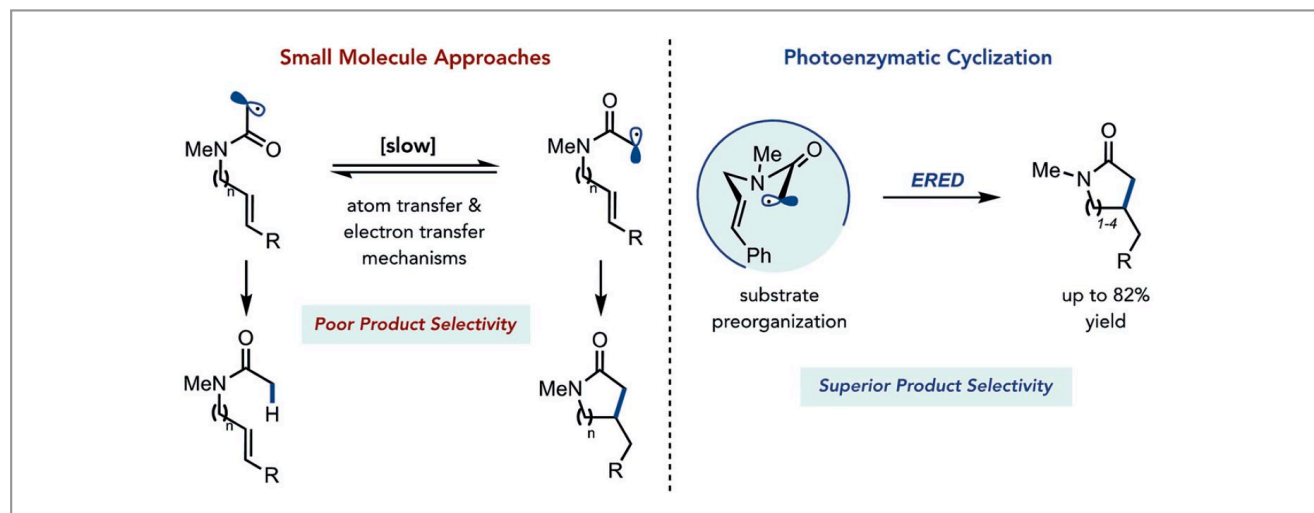 Small Molecule Approaches
O
MeN
( )n
R
[slow]
atom transfer &
electron transfer
mechanisms
O
MeN
( )n
R
Poor Product Selectivity
O
MeN
H
( )n
R
O
MeN
( )n
R
Photoenzymatic Cyclization
Me
O
N
Ph
substrate
preorganization
ERED
O
Me
N
( )1-4
R
up to 82%
yield
Superior Product Selectivity